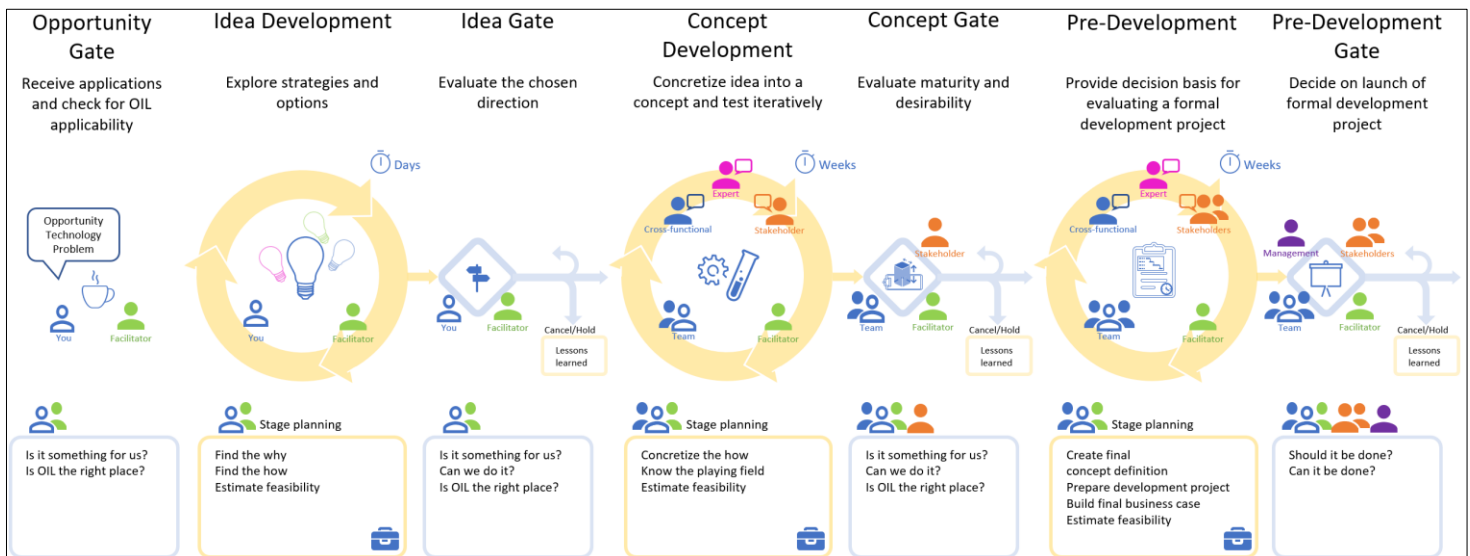 Opportunity
Gate
Receive applications
and check for OIL
applicability
Opportunity
Technology
Problem
You
Facilitator
Is it something for us?
Is OIL the right place?
Idea Development
Explore strategies and
options
Days
You
Facilitator
Stage planning
Find the why
Find the how
Estimate feasibility
Idea Gate
Evaluate the chosen
direction
You
Facilitator
Cancel/Hold
Lessons
learned
Is it something for us?
Can we do it?
Is OIL the right place?
Concept
Development
Concretize idea into a
concept and test iteratively
Weeks
Expert
Cross-functional
Stakeholder
Team
Facilitator
Stage planning
Concretize the how
Know the playing field
Estimate feasibility
Concept Gate
Evaluate maturity and
desirability
Stakeholder
Team
Facilitator
Cancel/Hold
Lessons
learned
Is it something for us?
Can we do it?
Is OIL the right place?
Pre-Development
Provide decision basis for
evaluating a formal
development project
Weeks
Expert
Cross-functional
Stakeholders
Team
Facilitator
Stage planning
Create final
concept definition
Prepare development project
Build final business case
Estimate feasibility
Pre-Development
Gate
Decide on launch of
formal development
project
Management
Stakeholders
Team
Facilitator
Cancel/Hold
Lessons
learned
Should it be done?
Can it be done?